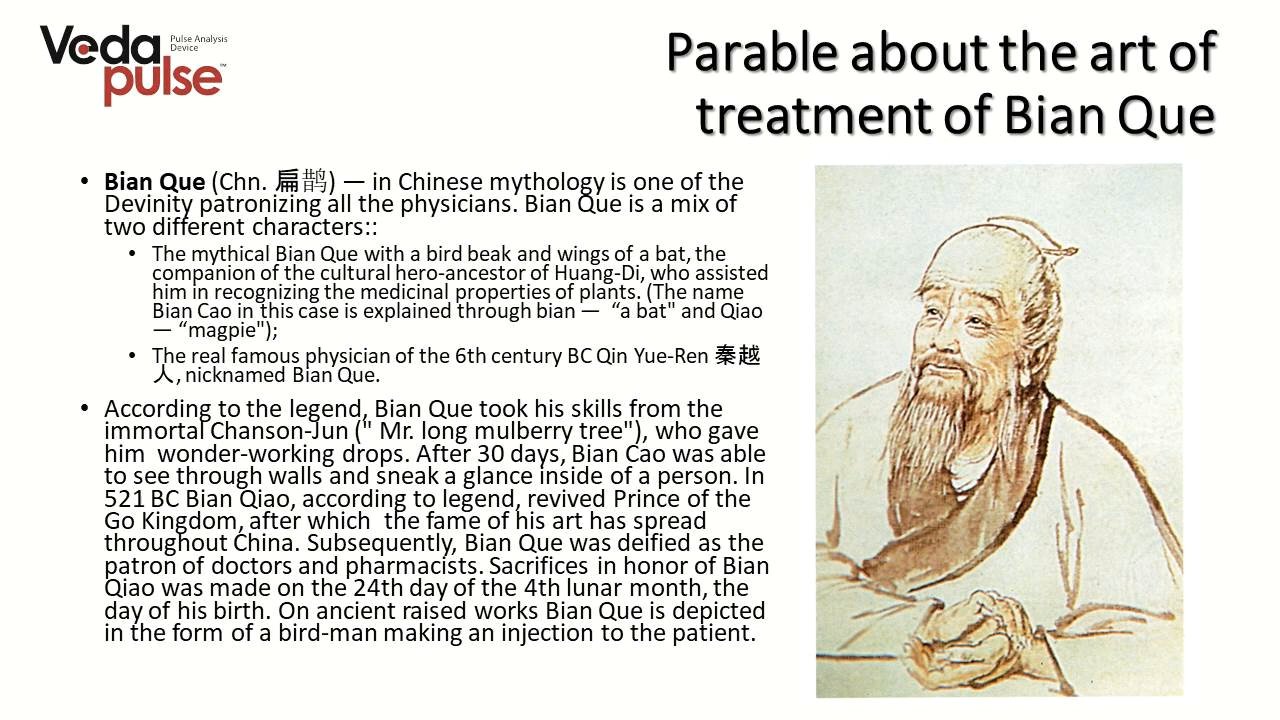 Veda
pulse™
Pulse Analysis
Device
Parable about the art of
treatment of Bian Que
• Bian Que (Chn. 扁鹊) — in Chinese mythology is one of the
Devinity patronizing all the physicians. Bian Que is a mix of
two different characters::
• The mythical Bian Que with a bird beak and wings of a bat, the
companion of the cultural hero-ancestor of Huang-Di, who assisted
him in recognizing the medicinal properties of plants. (The name
Bian Cao in this case is explained through bian — “a bat" and Qiao
— “magpie");
• The real famous physician of the 6th century BC Qin Yue-Ren 秦越
人, nicknamed Bian Que.
• According to the legend, Bian Que took his skills from the
immortal Chanson-Jun (" Mr. long mulberry tree"), who gave
him  wonder-working drops. After 30 days, Bian Cao was able
to see through walls and sneak a glance inside of a person. In
521 BC Bian Qiao, according to legend, revived Prince of the
Go Kingdom, after which  the fame of his art has spread
throughout China. Subsequently, Bian Que was deified as the
patron of doctors and pharmacists. Sacrifices in honor of Bian
Qiao was made on the 24th day of the 4th lunar month, the
day of his birth. On ancient raised works Bian Que is depicted
in the form of a bird-man making an injection to the patient.